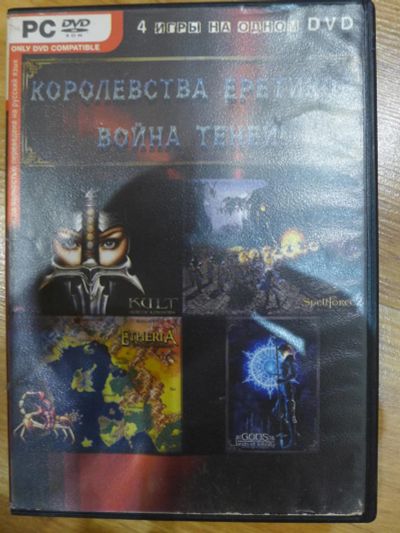 PC DVD ROM
4 ИГРЫ НА ОДНОМ DVD
ONLY DVD COMPATIBLE
КОРОЛЕВСТВА ЕРЕТИКА
ВОЙНА ТЕНЕЙ
KULT
SpellForce 2
ETHERIA
GODS